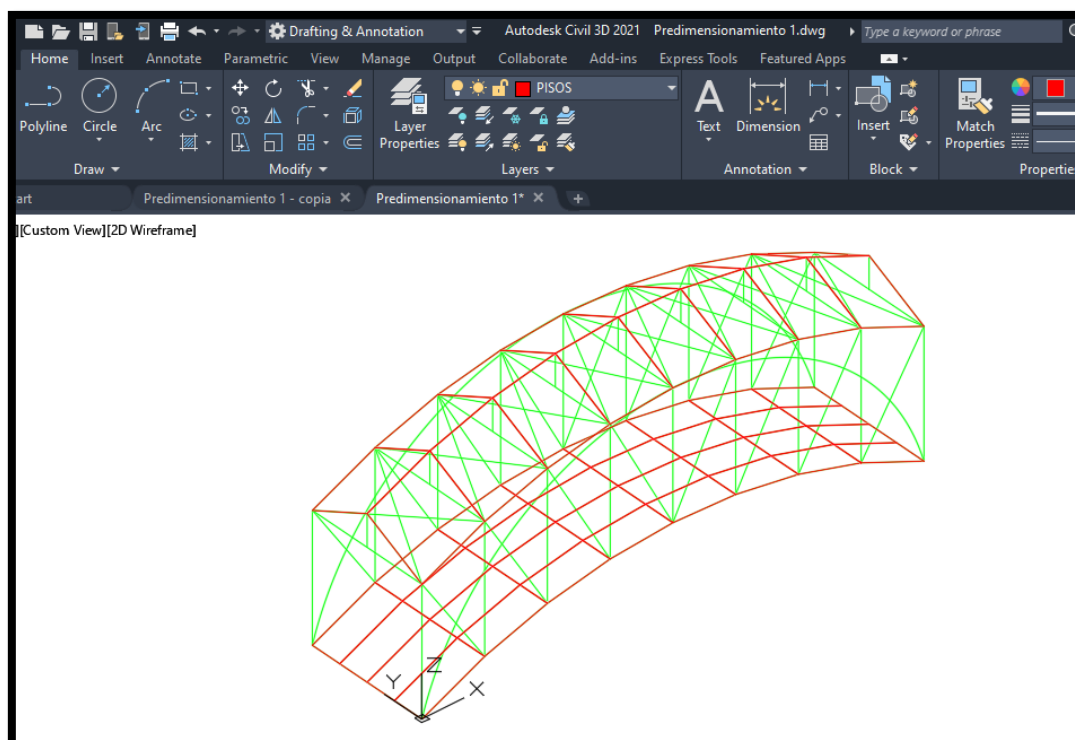 Drafting & Annotation Autodesk Civil 3D 2021 Predimensionamiento 1.dwg Type a keyword or phrase
Home Insert Annotate Parametric View Manage Output Collaborate Add-ins Express Tools Featured Apps
PISOS
Polyline Circle Arc Layer Properties Text Dimension Insert Match Properties
Draw Modify Layers Annotation Block Propertie
art Predimensionamiento 1 - copia Predimensionamiento 1*
][Custom View][2D Wireframe]
Z
Y X